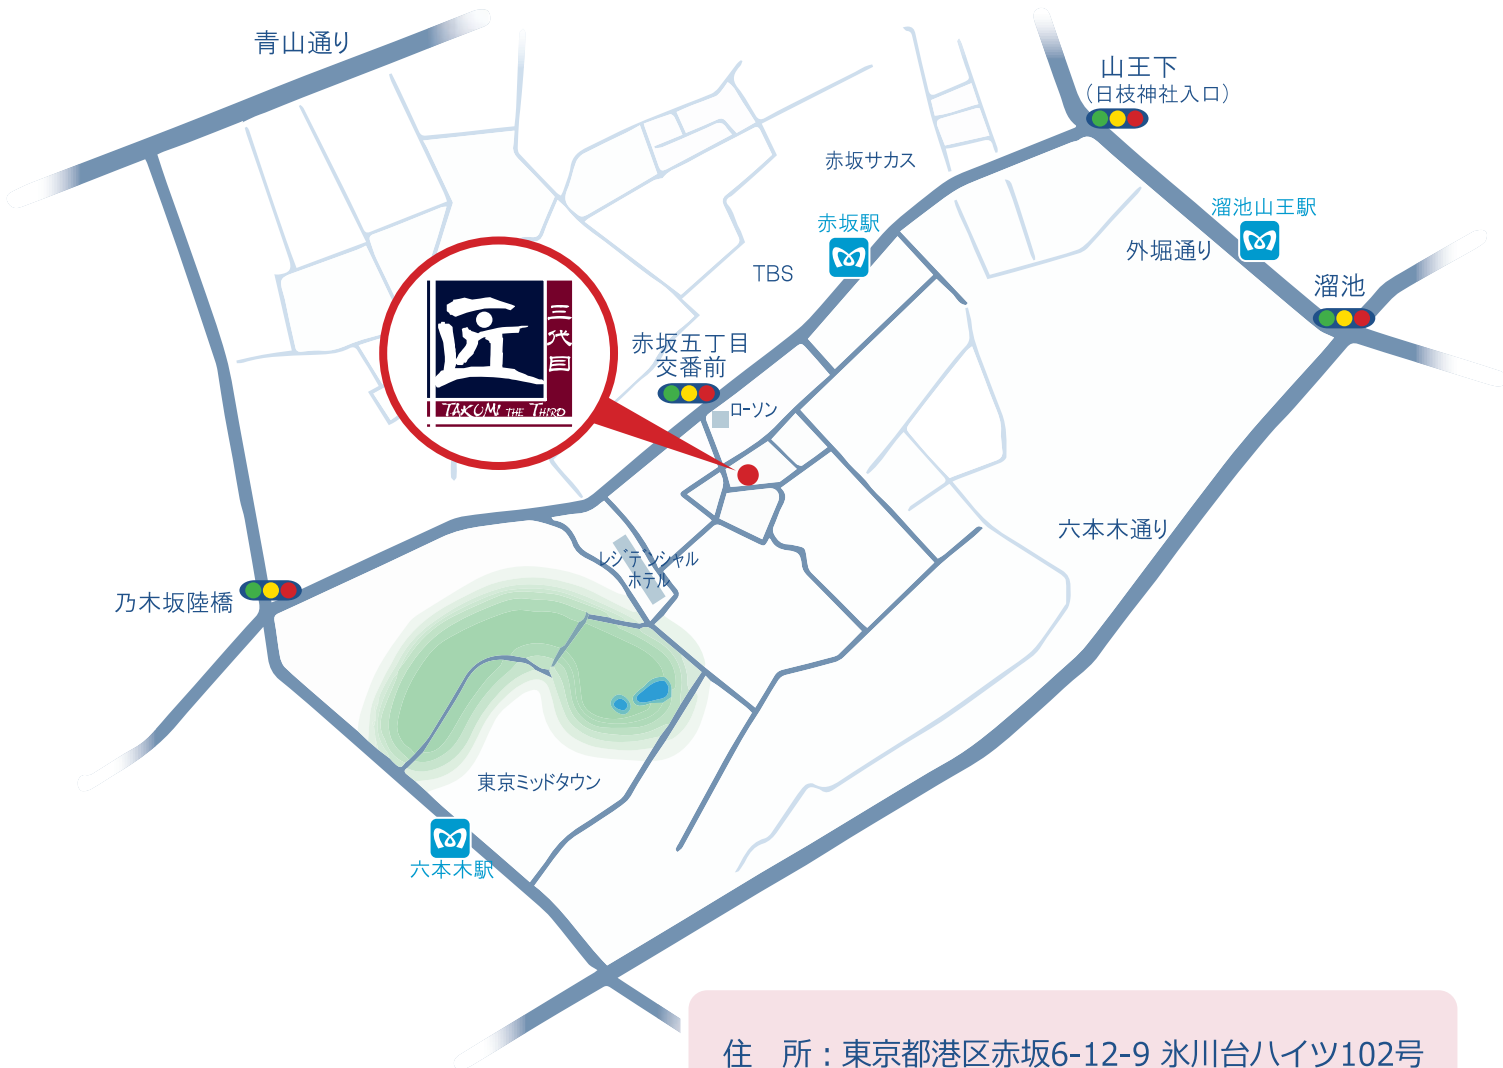 青山通り
山王下
（日枝神社入口）
赤坂サカス
溜池山王駅
赤坂駅
外堀通り
TBS
溜池
匠
三代目
TAKUMI THE THIRD
赤坂五丁目
交番前
ローソン
六本木通り
レジデンシャル
ホテル
乃木坂陸橋
東京ミッドタウン
六本木駅
住　所：東京都港区赤坂6-12-9 氷川台ハイツ102号